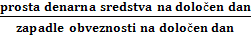 prosta denarna sredstva na določen dan
zapadle obveznosti na določen dan